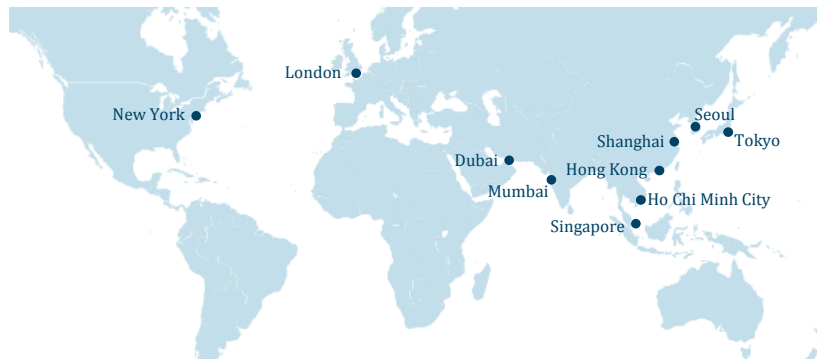 London
New York
Seoul
Shanghai
Tokyo
Dubai
Hong Kong
Mumbai
Ho Chi Minh City
Singapore